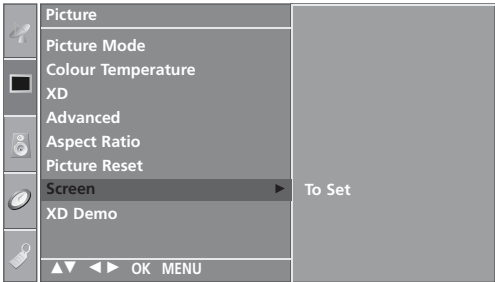 Picture
Picture Mode
Colour Temperature
XD
Advanced
Aspect Ratio
Picture Reset
Screen ► To Set
XD Demo
▲▼ ◄► OK MENU